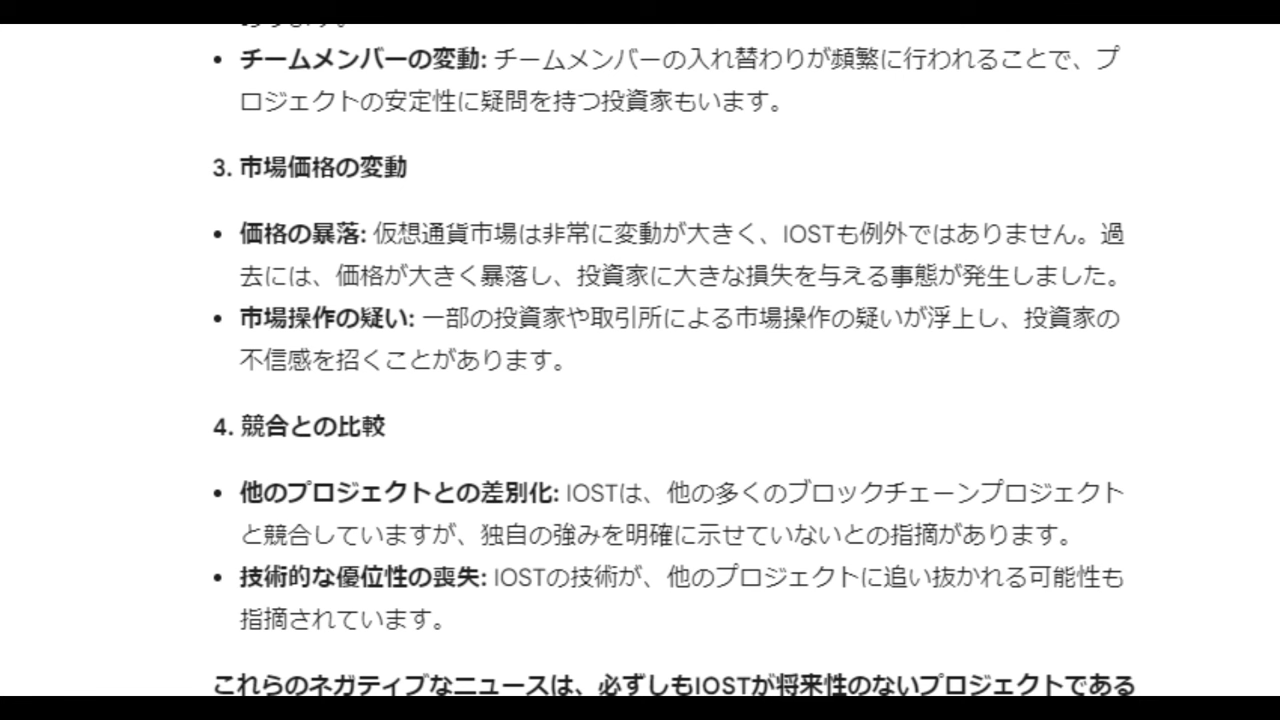 チームメンバーの変動: チームメンバーの入れ替わりが頻繁に行われることで、プ
ロジェクトの安定性に疑問を持つ投資家もいます。
3. 市場価格の変動
価格の暴落: 仮想通貨市場は非常に変動が大きく、IOSTも例外ではありません。過
去には、価格が大きく暴落し、投資家に大きな損失を与える事態が発生しました。
市場操作の疑い: 一部の投資家や取引所による市場操作の疑いが浮上し、投資家の
不信感を招くことがあります。
4. 競合との比較
他のプロジェクトとの差別化: IOSTは、他の多くのブロックチェーンプロジェクト
と競合していますが、独自の強みを明確に示せていないとの指摘があります。
技術的な優位性の喪失: IOSTの技術が、他のプロジェクトに追い抜かれる可能性も
指摘されています。
これらのネガティブなニュースは、必ずしもIOSTが将来性のないプロジェクトである